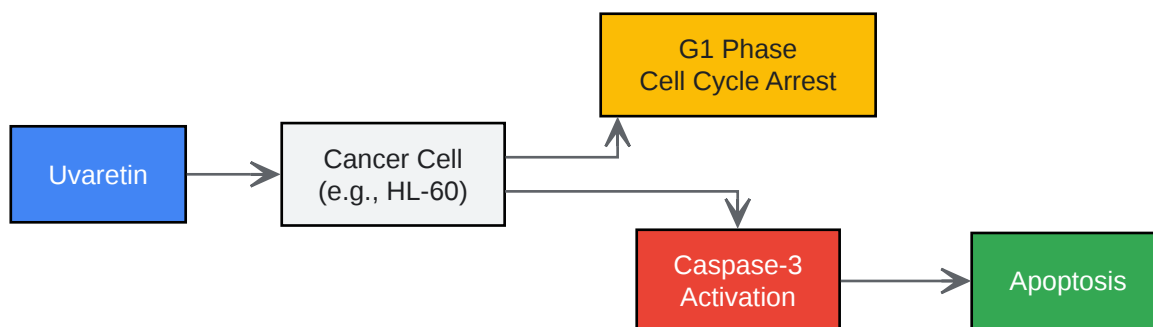 G1 Phase
Cell Cycle Arrest
Uvaretin
Cancer Cell
(e.g., HL-60)
Caspase-3
Activation
Apoptosis